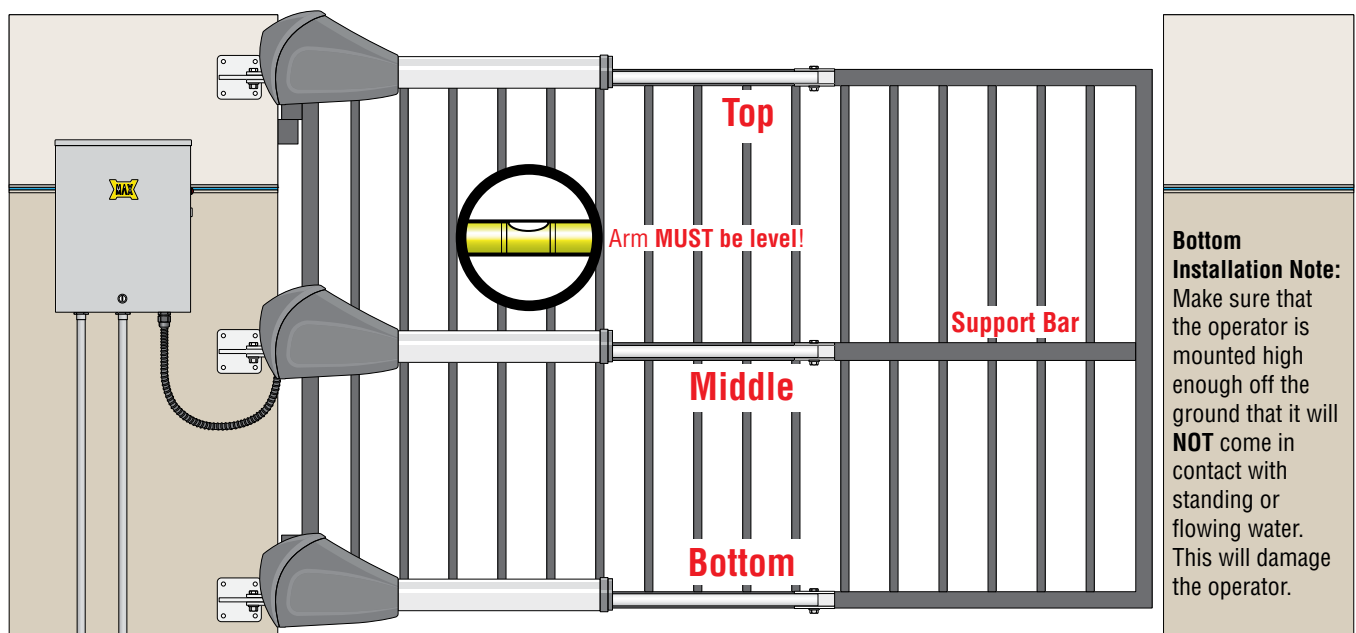 Top
MAX
Arm MUST be level!
Support Bar
Middle
Bottom
Bottom
Installation Note:
Make sure that
the operator is
mounted high
enough off the
ground that it will
NOT come in
contact with
standing or
flowing water.
This will damage
the operator.